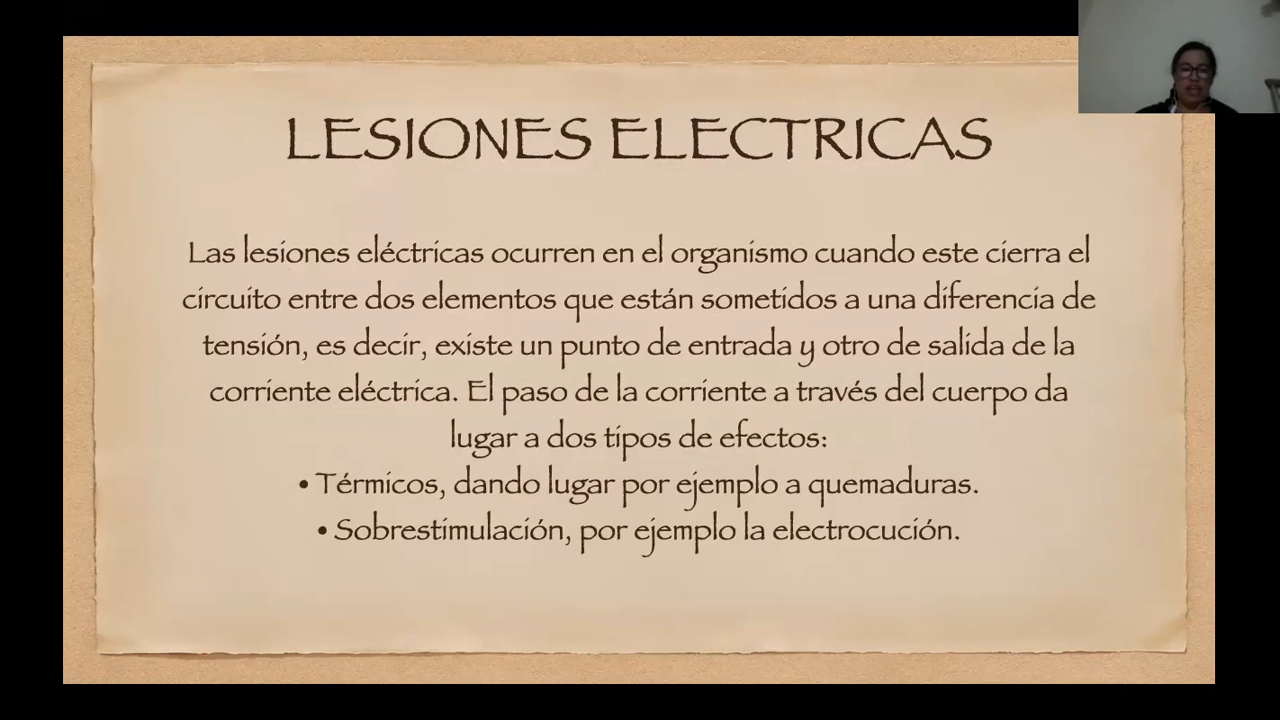 LESIONES ELECTRICAS
Las lesiones eléctricas ocurren en el organismo cuando este cierra el
circuito entre dos elementos que están sometidos a una diferencia de
tensión, es decir, existe un punto de entrada y otro de salida de la
corriente eléctrica. El paso de la corriente a través del cuerpo da
lugar a dos tipos de efectos:
• Térmicos, dando lugar por ejemplo a quemaduras.
• Sobrestimulación, por ejemplo la electrocución.